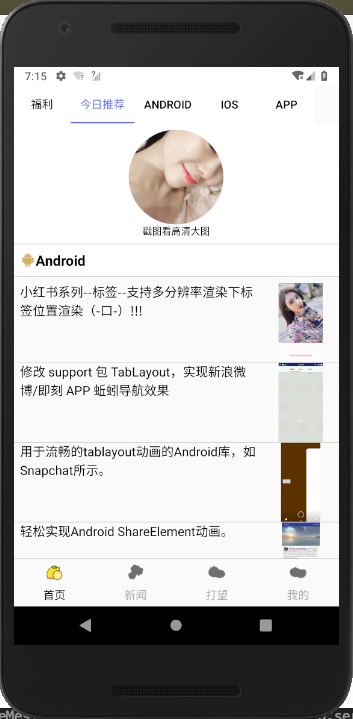 7:15
福利 今日推荐 ANDROID IOS APP
戳图看高清大图
Android
小红书系列--标签--支持多分辨率渲染下标
签位置渲染（-口-）!!!
修改 support 包 TabLayout，实现新浪微
博/即刻 APP 蚯蚓导航效果
用于流畅的tablayout动画的Android库，如
Snapchat所示。
轻松实现Android ShareElement动画。
首页 新闻 打望 我的